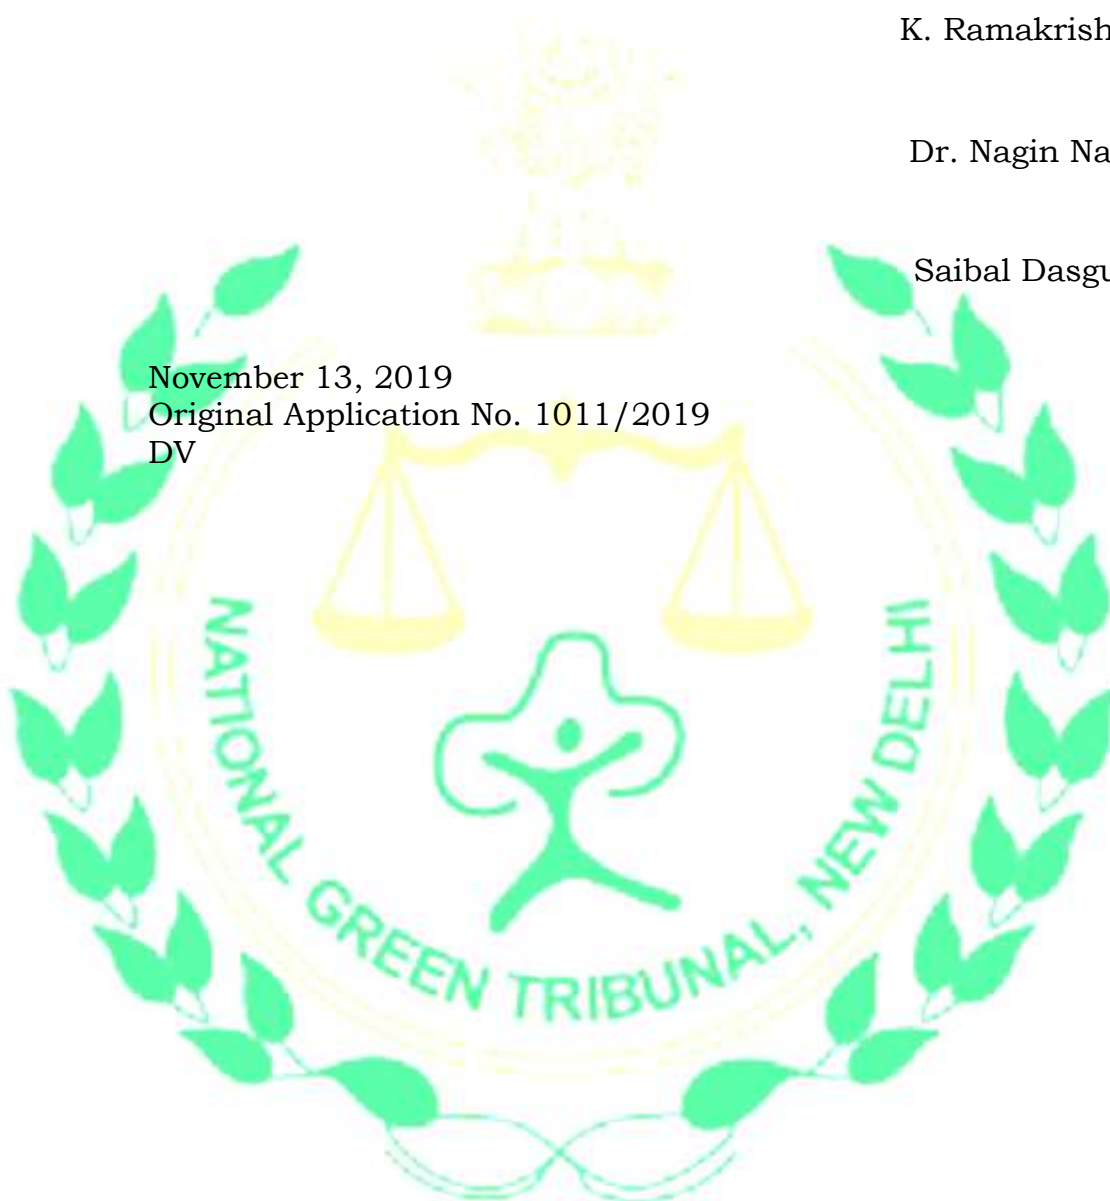 K. Ramakrish
Dr. Nagin Na
Saibal Dasgu
November 13, 2019
Original Application No. 1011/2019
DV
NATIONAL GREEN TRIBUNAL, NEW DELHI